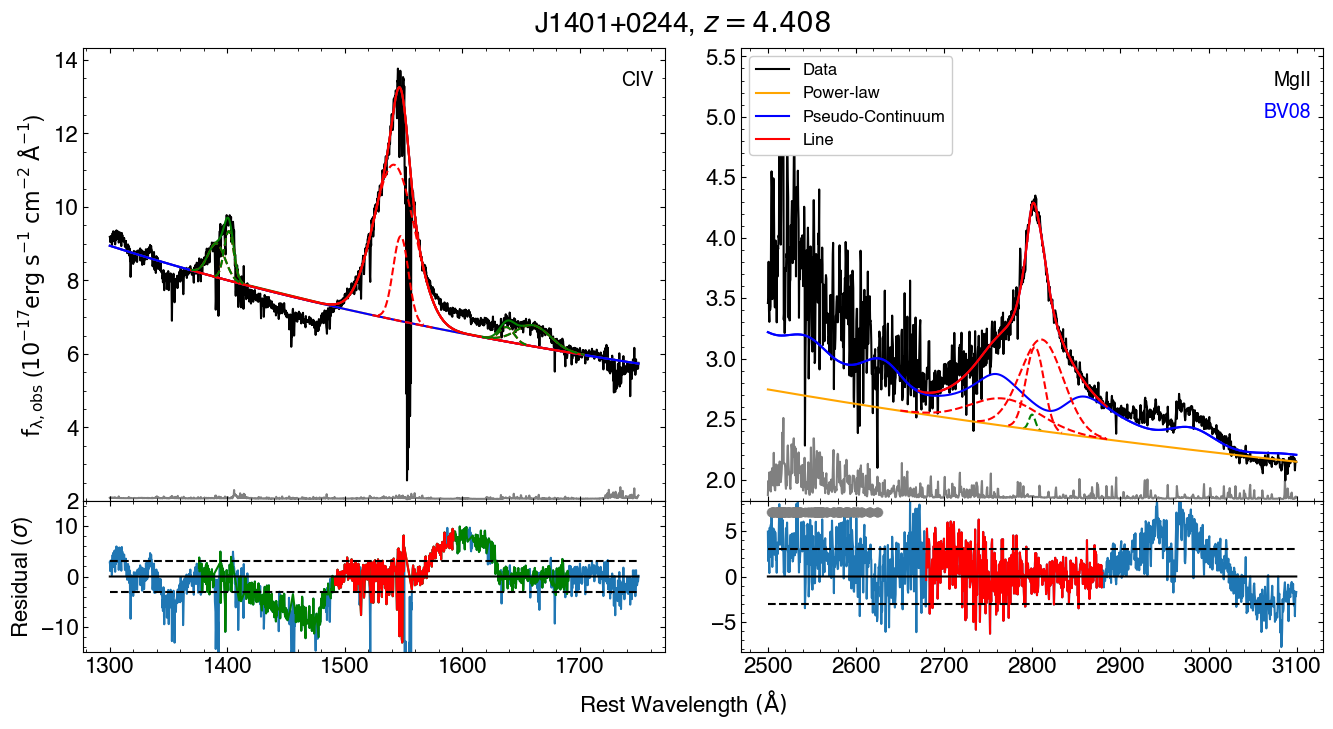 J1401+0244, z = 4.408
CIV
MgII
BV08
Data
Power-law
Pseudo-Continuum
Line
f_λ,obs (10⁻¹⁷erg s⁻¹ cm⁻² Å⁻¹)
14
12
10
8
6
4
2
5.5
5.0
4.5
4.0
3.5
3.0
2.5
2.0
Residual (σ)
10
0
−10
5
0
−5
1300 1400 1500 1600 1700
2500 2600 2700 2800 2900 3000 3100
Rest Wavelength (Å)